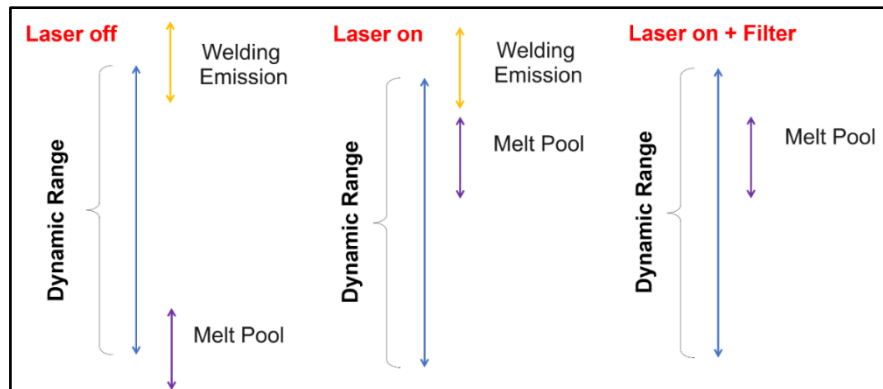 Laser off
Welding
Emission
Dynamic Range
Melt Pool
Laser on
Welding
Emission
Melt Pool
Dynamic Range
Laser on + Filter
Melt Pool
Dynamic Range